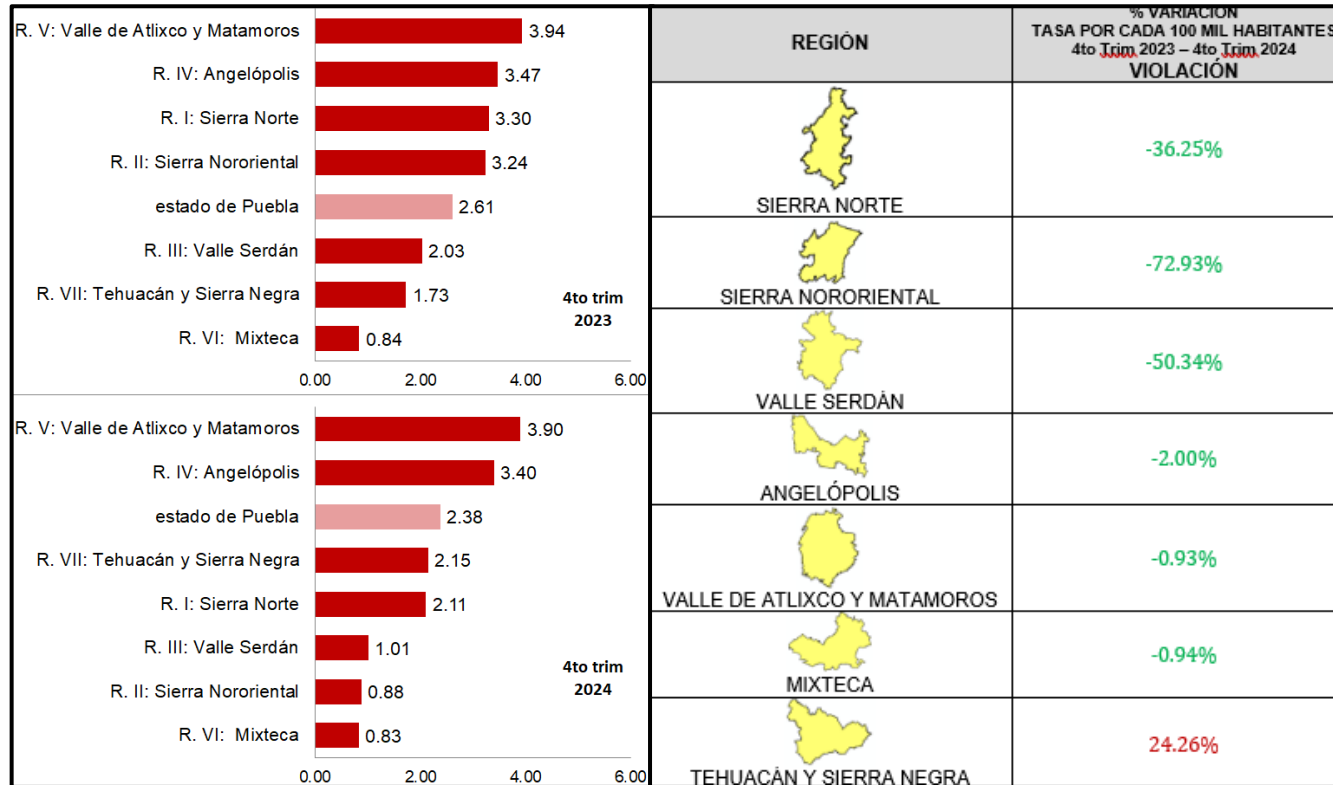 R. V: Valle de Atlixco y Matamoros 3.94
R. IV: Angelópolis 3.47
R. I: Sierra Norte 3.30
R. II: Sierra Nororiental 3.24
estado de Puebla 2.61
R. III: Valle Serdán 2.03
R. VII: Tehuacán y Sierra Negra 1.73
R. VI: Mixteca 0.84
4to trim
2023
0.00 2.00 4.00 6.00
R. V: Valle de Atlixco y Matamoros 3.90
R. IV: Angelópolis 3.40
estado de Puebla 2.38
R. VII: Tehuacán y Sierra Negra 2.15
R. I: Sierra Norte 2.11
R. III: Valle Serdán 1.01
R. II: Sierra Nororiental 0.88
R. VI: Mixteca 0.83
4to trim
2024
0.00 2.00 4.00 6.00
REGIÓN
% VARIACIÓN
TASA POR CADA 100 MIL HABITANTES
4to Trim 2023 – 4to Trim 2024
VIOLACIÓN
SIERRA NORTE
-36.25%
SIERRA NORORIENTAL
-72.93%
VALLE SERDÁN
-50.34%
ANGELÓPOLIS
-2.00%
VALLE DE ATLIXCO Y MATAMOROS
-0.93%
MIXTECA
-0.94%
TEHUACÁN Y SIERRA NEGRA
24.26%